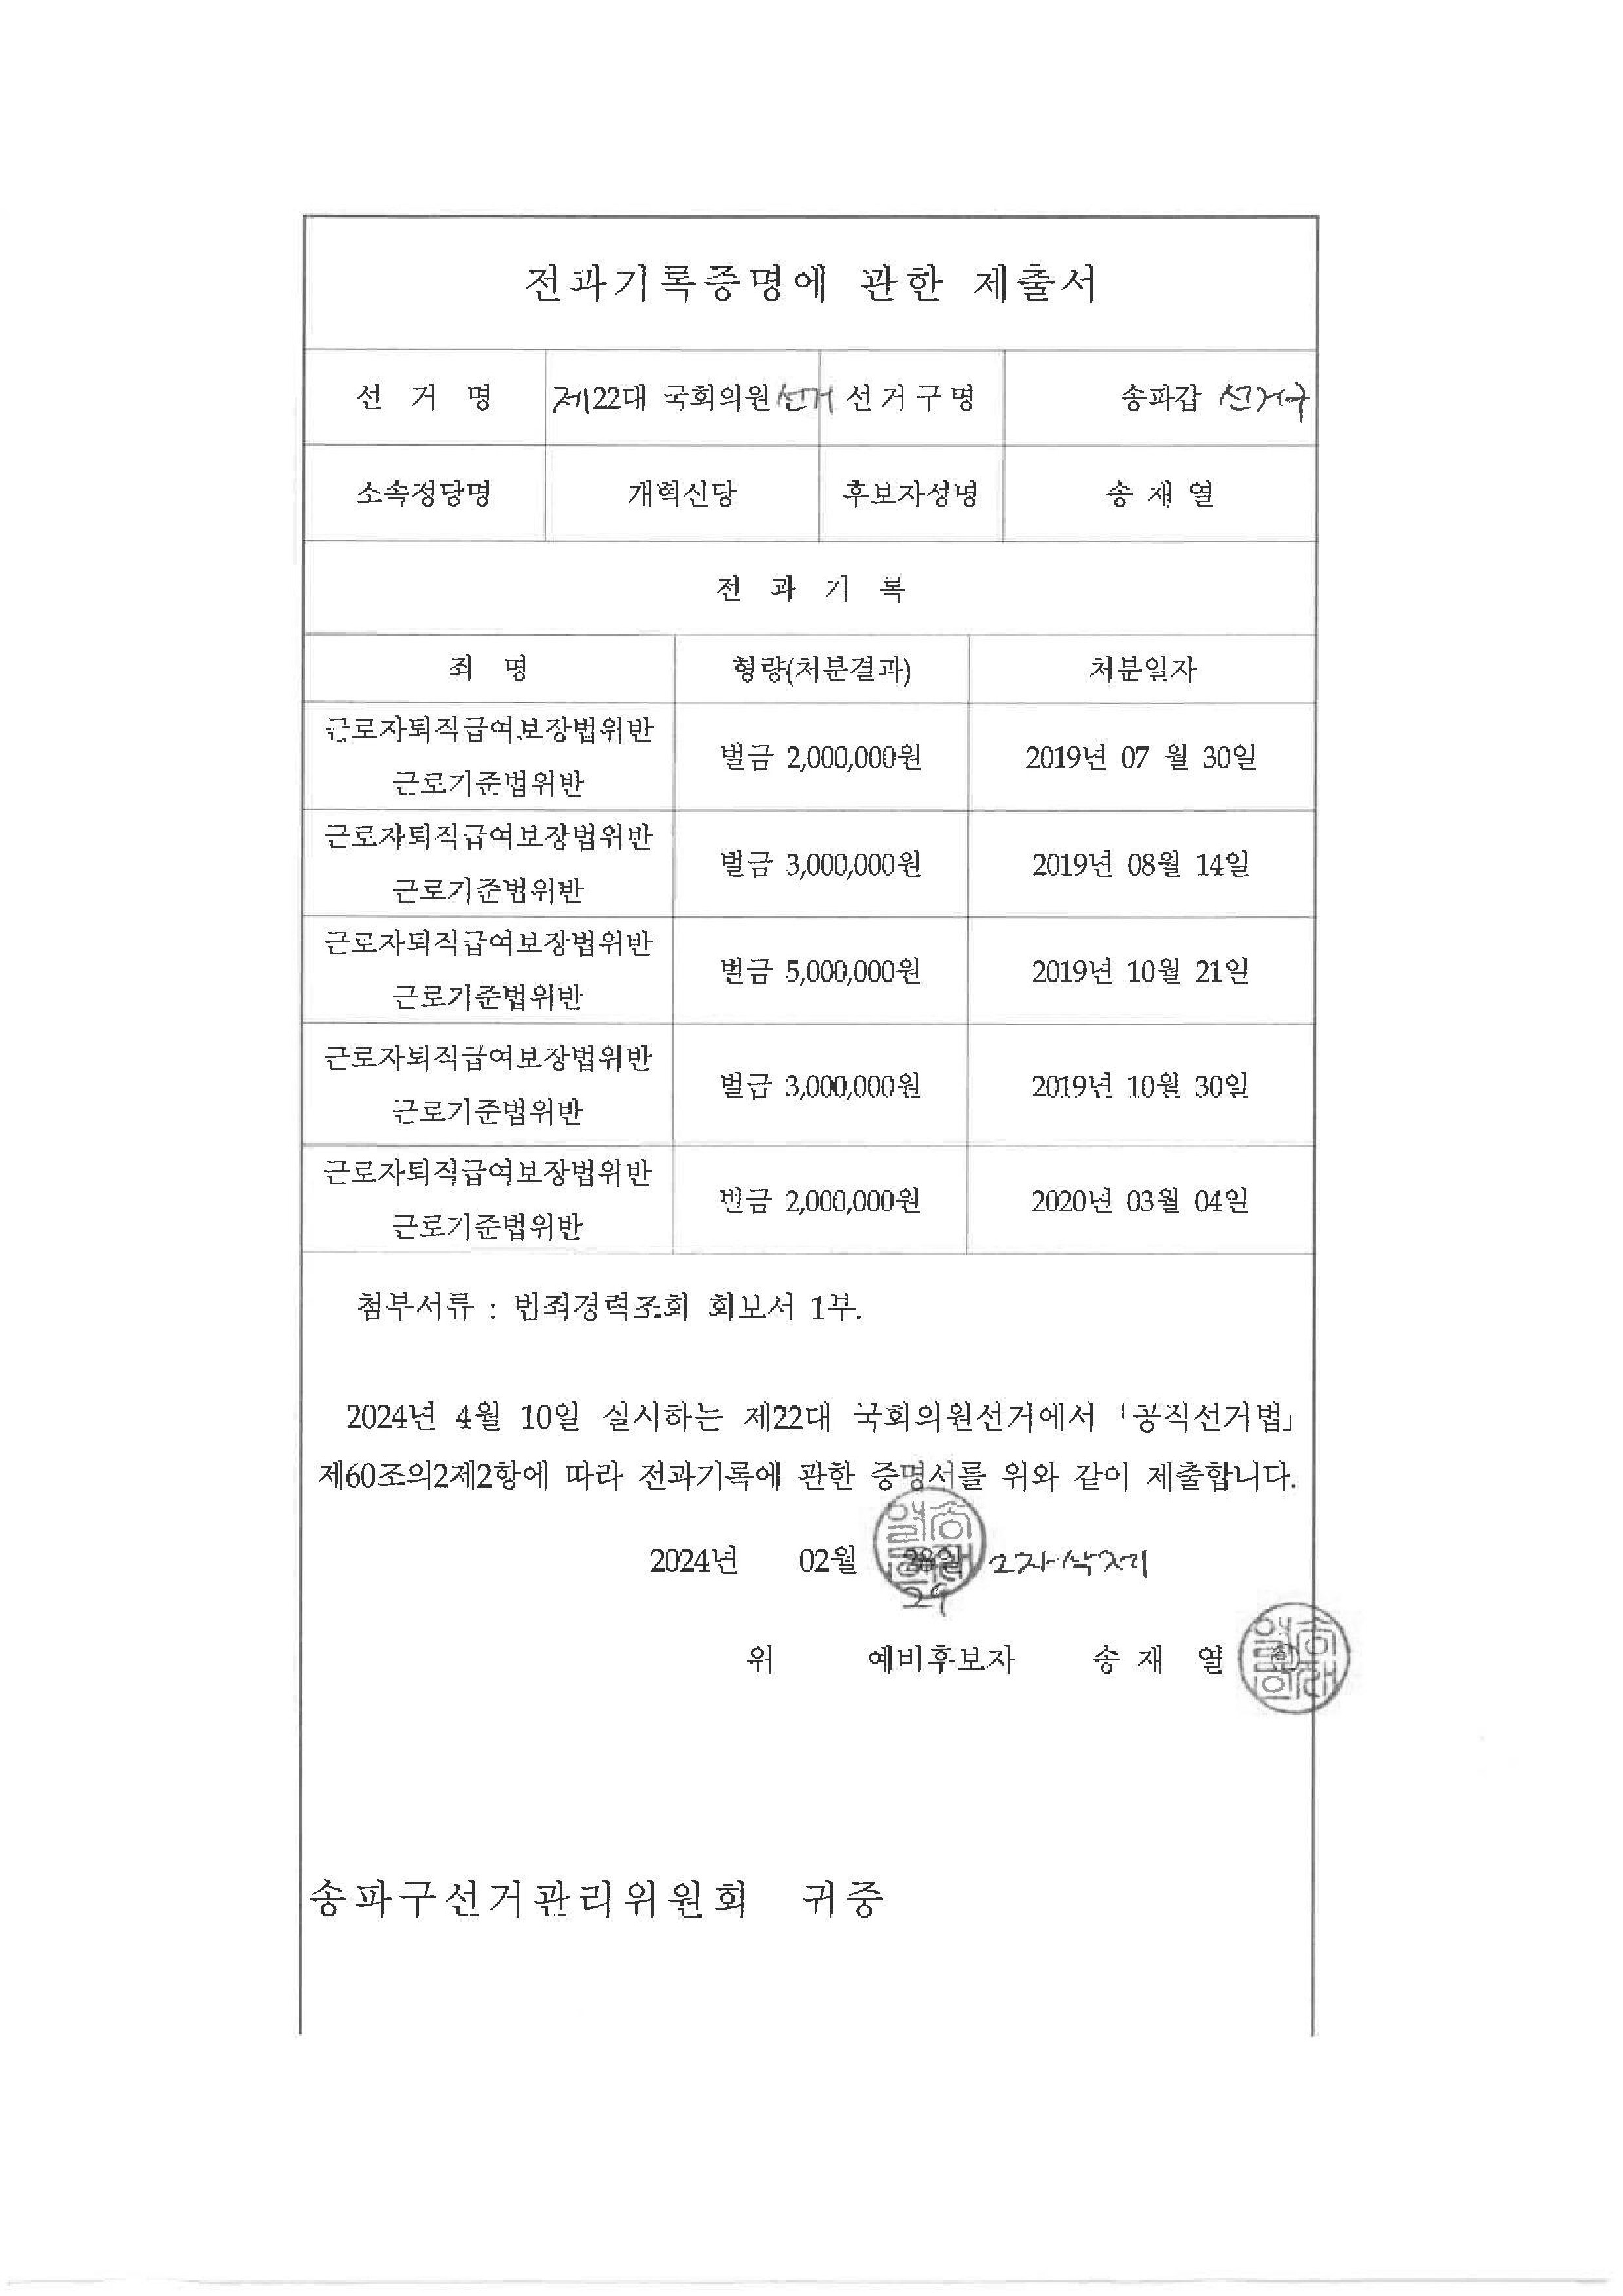 전과기록증명에 관한 제출서
선 거 명 제22대 국회의원선거 선거구명 송파갑 선거구
소속정당명 개혁신당 후보자성명 송 재 열
전 과 기 록
죄 명 형량(처분결과) 처분일자
근로자퇴직급여보장법위반
근로기준법위반
벌금 2,000,000원 2019년 07 월 30일
근로자퇴직급여보장법위반
근로기준법위반
벌금 3,000,000원 2019년 08월 14일
근로자퇴직급여보장법위반
근로기준법위반
벌금 5,000,000원 2019년 10월 21일
근로자퇴직급여보장법위반
근로기준법위반
벌금 3,000,000원 2019년 10월 30일
근로자퇴직급여보장법위반
근로기준법위반
벌금 2,000,000원 2020년 03월 04일
첨부서류 : 범죄경력조회 회보서 1부.
2024년 4월 10일 실시하는 제22대 국회의원선거에서 「공직선거법」
제60조의2제2항에 따라 전과기록에 관한 증명서를 위와 같이 제출합니다.
2024년 02월 28일 2자삭제
29
위 예비후보자 송 재 열
송파구선거관리위원회 귀중